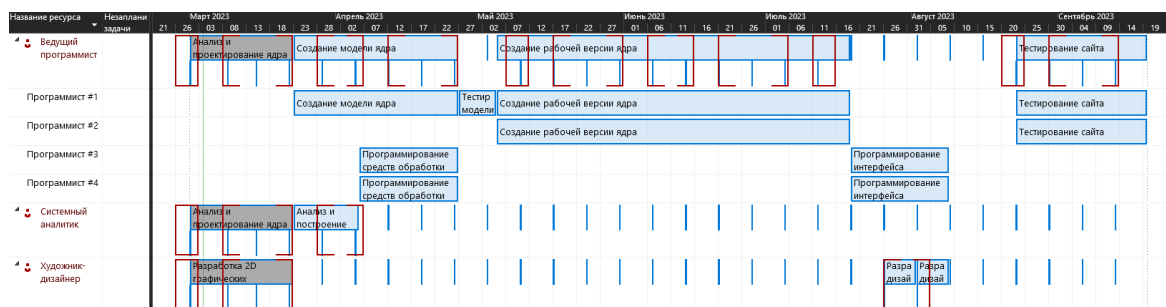 Название ресурса
Незаплани
задачи
Март 2023
Апрель 2023
Май 2023
Июнь 2023
Июль 2023
Август 2023
Сентябрь 2023
21 26 03 08 13 18 23 28 02 07 12 17 22 27 02 07 12 17 22 27 01 06 11 16 21 26 01 06 11 16 21 26 31 05 10 15 20 25 30 04 09 14 19
Ведущий
программист
Анализ и
проектирование ядра
Создание модели ядра
Создание рабочей версии ядра
Тестирование сайта
Программист #1
Создание модели ядра
Тестир
модели
Создание рабочей версии ядра
Тестирование сайта
Программист #2
Создание рабочей версии ядра
Тестирование сайта
Программист #3
Программирование
средств обработки
Программирование
интерфейса
Программист #4
Программирование
средств обработки
Программирование
интерфейса
Системный
аналитик
Анализ и
проектирование ядра
Анализ и
построение
Художник-
дизайнер
Разработка 2D
графических
Разра
дизай
Разра
дизай